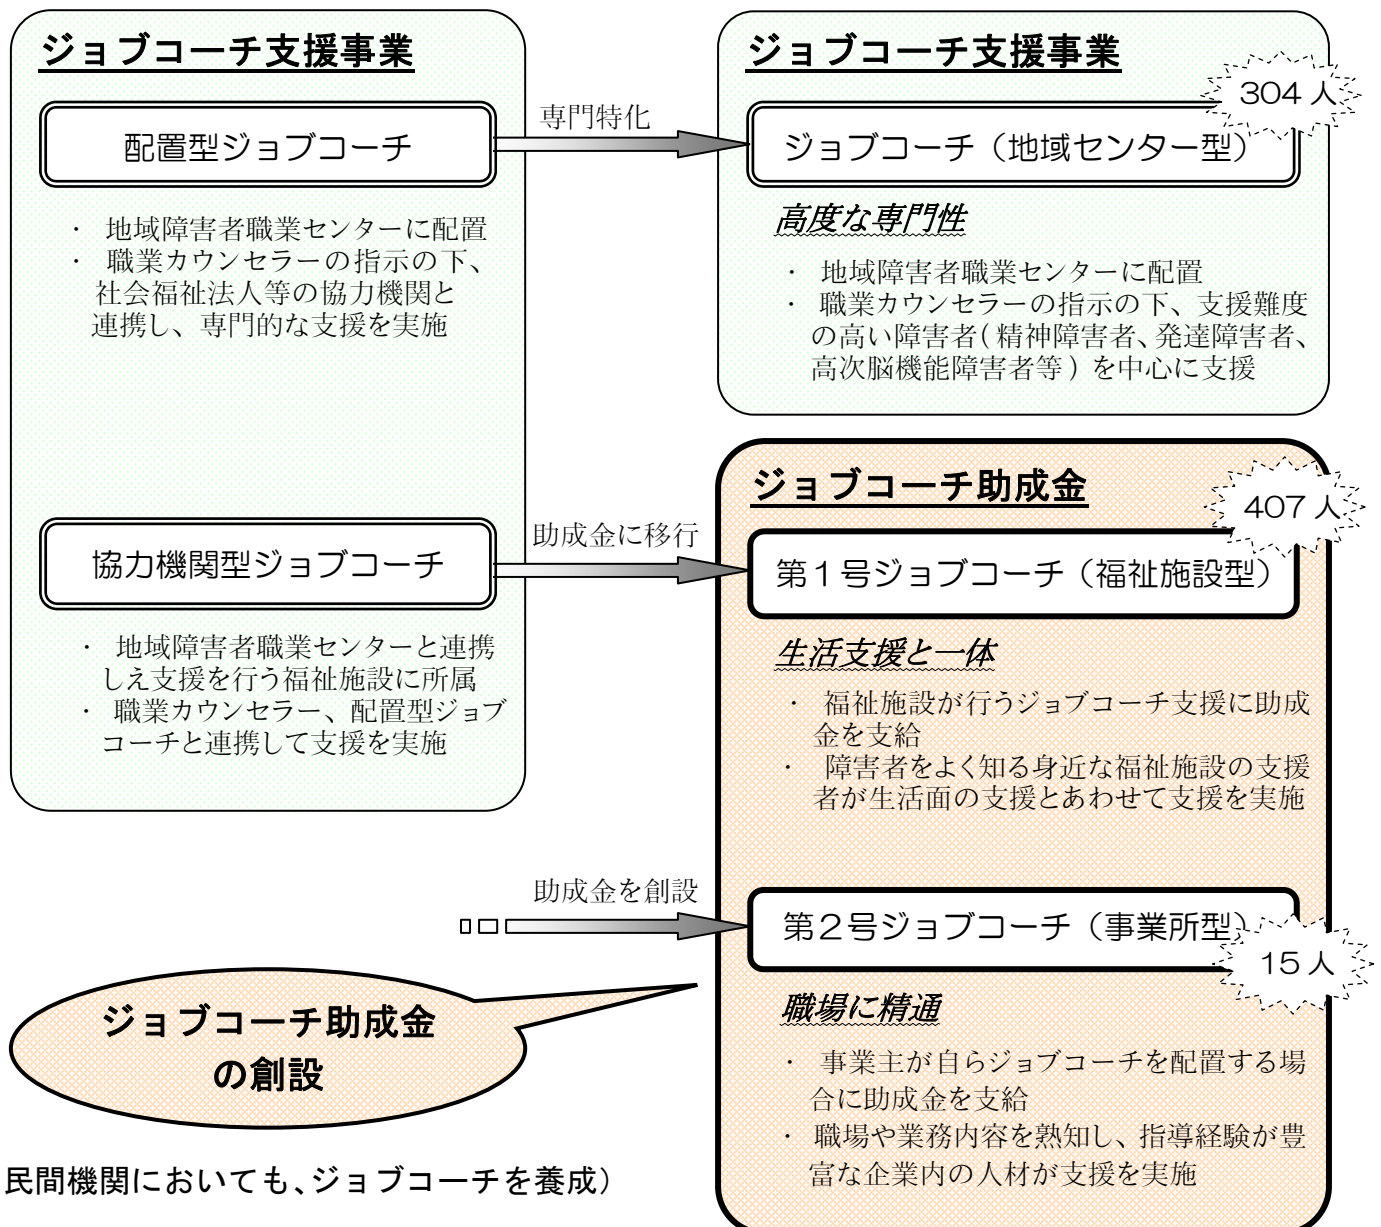 ジョブコーチ支援事業
配置型ジョブコーチ
・ 地域障害者職業センターに配置
・ 職業カウンセラーの指示の下、
社会福祉法人等の協力機関と
連携し、専門的な支援を実施
協力機関型ジョブコーチ
・ 地域障害者職業センターと連携
しえ支援を行う福祉施設に所属
・ 職業カウンセラー、配置型ジョブ
コーチと連携して支援を実施
専門特化
助成金に移行
助成金を創設
ジョブコーチ支援事業
304 人
ジョブコーチ（地域センター型）
高度な専門性
・ 地域障害者職業センターに配置
・ 職業カウンセラーの指示の下、支援難度
の高い障害者（精神障害者、発達障害者、
高次脳機能障害者等）を中心に支援
ジョブコーチ助成金
407 人
第１号ジョブコーチ（福祉施設型）
生活支援と一体
・ 福祉施設が行うジョブコーチ支援に助成
金を支給
・ 障害者をよく知る身近な福祉施設の支援
者が生活面の支援とあわせて支援を実施
第２号ジョブコーチ（事業所型）
15 人
職場に精通
・ 事業主が自らジョブコーチを配置する場
合に助成金を支給
・ 職場や業務内容を熟知し、指導経験が豊
富な企業内の人材が支援を実施
ジョブコーチ助成金
の創設
民間機関においても、ジョブコーチを養成）